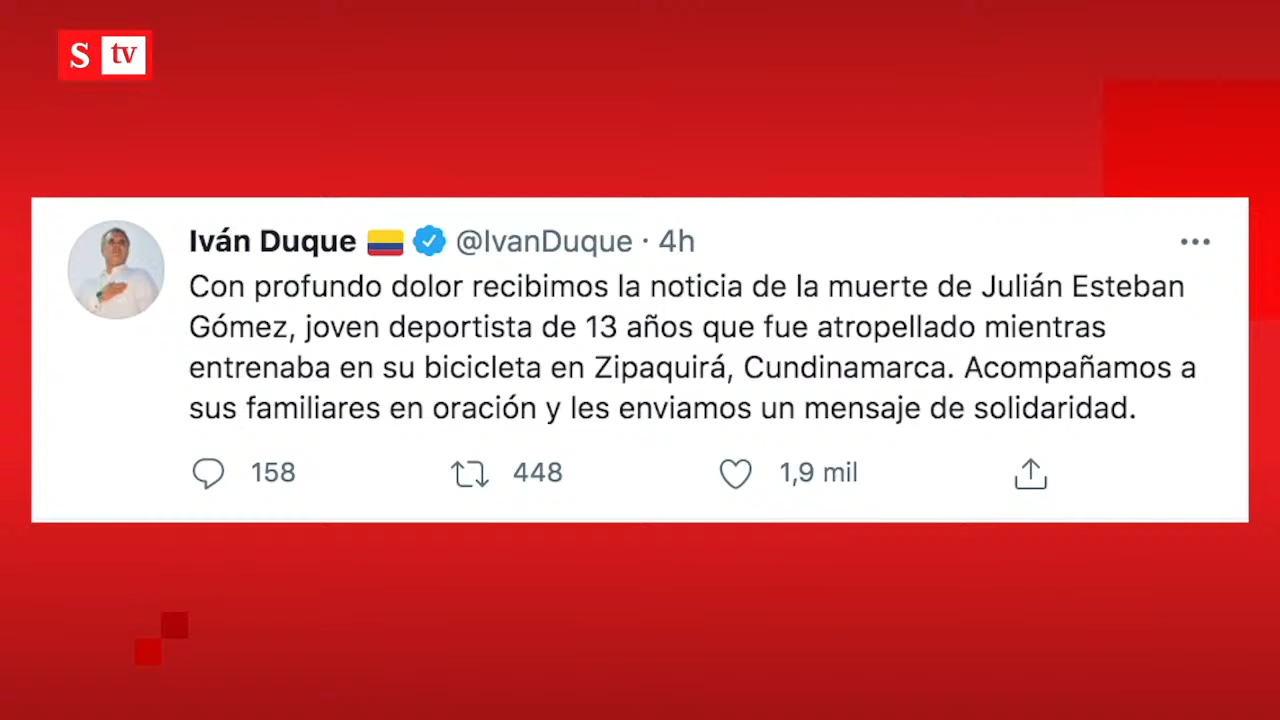 S tv
Iván Duque @IvanDuque · 4h
Con profundo dolor recibimos la noticia de la muerte de Julián Esteban
Gómez, joven deportista de 13 años que fue atropellado mientras
entrenaba en su bicicleta en Zipaquirá, Cundinamarca. Acompañamos a
sus familiares en oración y les enviamos un mensaje de solidaridad.
158 448 1,9 mil